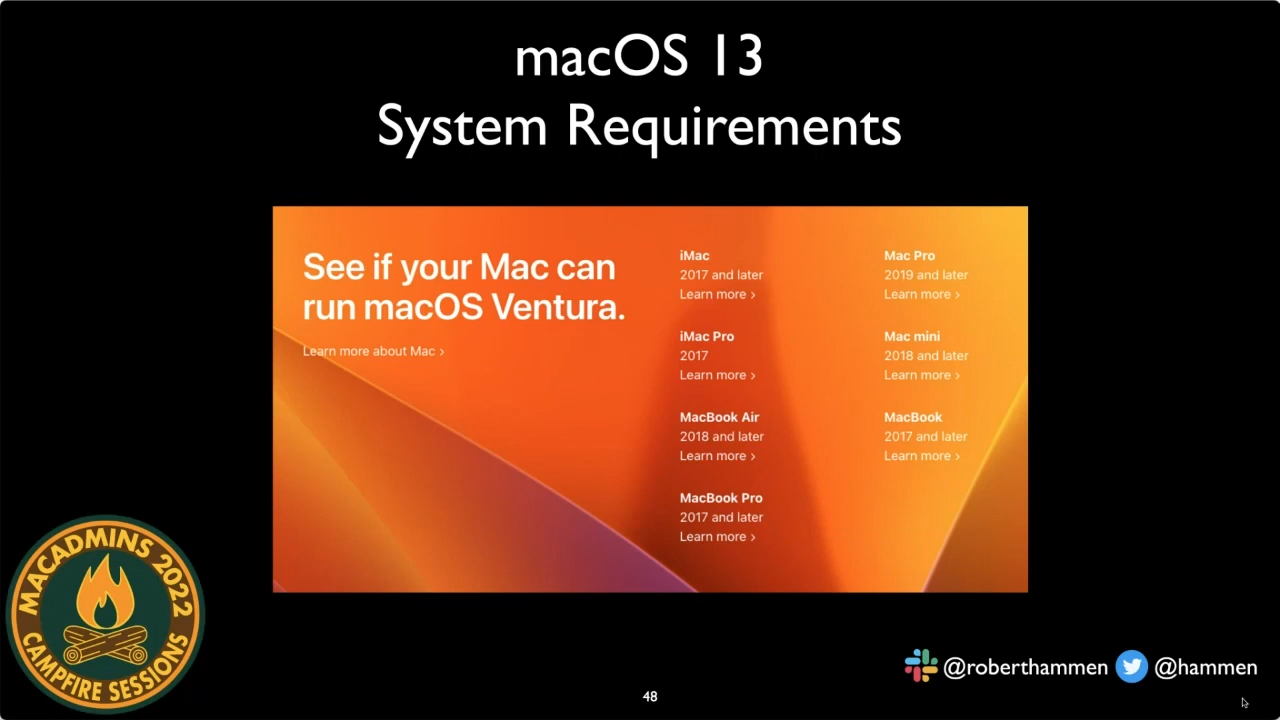 macOS 13
System Requirements
See if your Mac can
run macOS Ventura.
Learn more about Mac ›
iMac
2017 and later
Learn more ›
iMac Pro
2017
Learn more ›
MacBook Air
2018 and later
Learn more ›
MacBook Pro
2017 and later
Learn more ›
Mac Pro
2019 and later
Learn more ›
Mac mini
2018 and later
Learn more ›
MacBook
2017 and later
Learn more ›
MACADMINS 2022
CAMPFIRE SESSIONS
@roberthammen @hammen
48